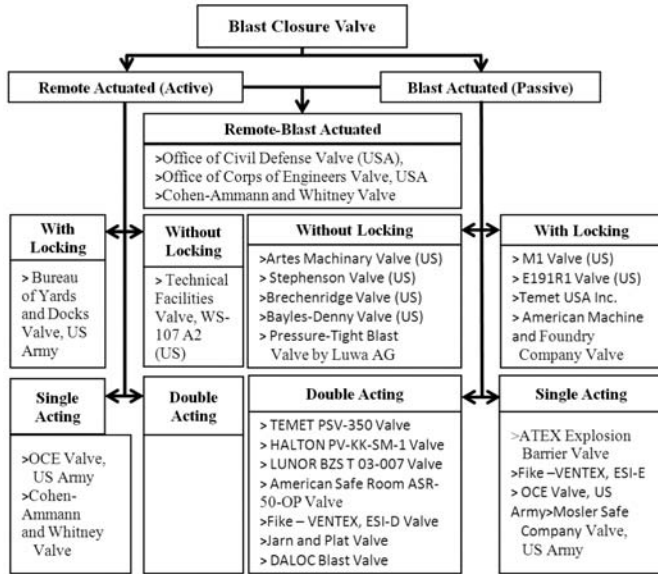 Blast Closure Valve
Remote Actuated (Active)
Blast Actuated (Passive)
Remote-Blast Actuated
>Office of Civil Defense Valve (USA),
>Office of Corps of Engineers Valve, USA
>Cohen-Ammann and Whitney Valve
With
Locking
> Bureau
of Yards
and Docks
Valve, US
Army
Without
Locking
> Technical
Facilities
Valve, WS-
107 A2
(US)
Without Locking
>Artes Machinary Valve (US)
> Stephenson Valve (US)
>Brechenridge Valve (US)
>Bayles-Denny Valve (US)
> Pressure-Tight Blast
Valve by Luwa AG
With Locking
> M1 Valve (US)
> E191R1 Valve (US)
>Temet USA Inc.
> American Machine
and Foundry
Company Valve
Single
Acting
>OCE Valve,
US Army
>Cohen-
Ammann
and Whitney
Valve
Double
Acting
Double Acting
> TEMET PSV-350 Valve
> HALTON PV-KK-SM-1 Valve
> LUNOR BZS T 03-007 Valve
> American Safe Room ASR-
50-OP Valve
>Fike – VENTEX, ESI-D Valve
>Jarn and Plat Valve
> DALOC Blast Valve
Single Acting
>ATEX Explosion
Barrier Valve
>Fike –VENTEX, ESI-E
> OCE Valve, US
Army>Mosler Safe
Company Valve,
US Army